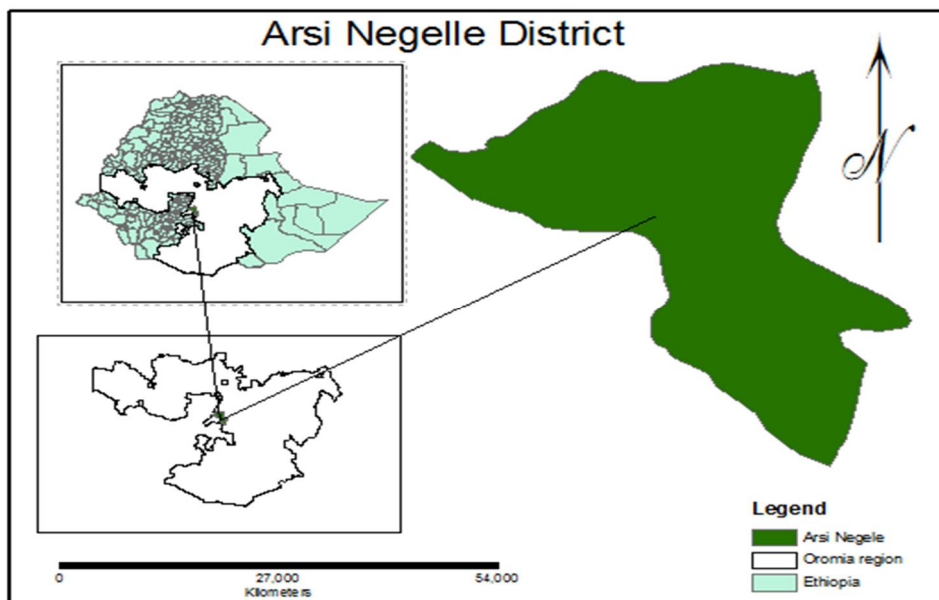 Arsi Negelle District
N
Legend
Arsi Negele
Oromia region
Ethiopia
0 27,000 54,000
Kilometers